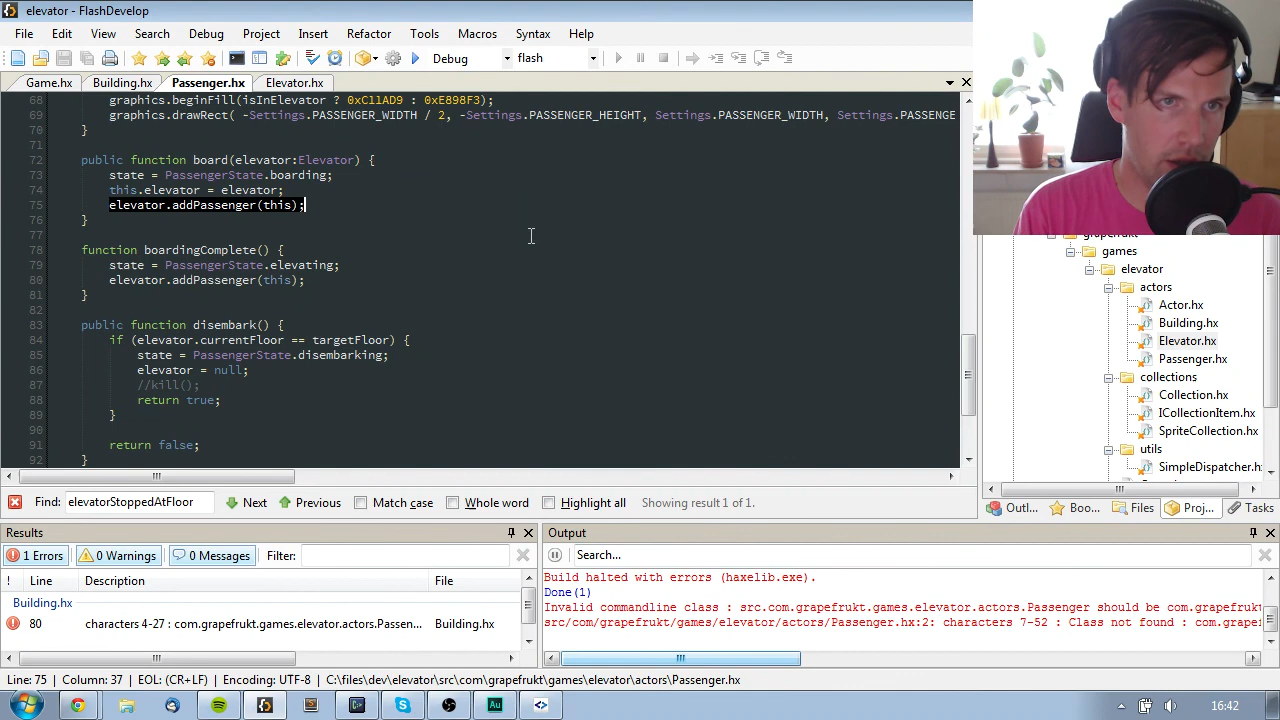 elevator - FlashDevelop
File Edit View Search Debug Project Insert Refactor Tools Macros Syntax Help
Debug flash
Game.hx Building.hx Passenger.hx Elevator.hx
68 graphics.beginFill(isInElevator ? 0xC11AD9 : 0xE898F3);
69 graphics.drawRect( -Settings.PASSENGER_WIDTH / 2, -Settings.PASSENGER_HEIGHT, Settings.PASSENGER_WIDTH, Settings.PASSENGE
70 }
71
72 public function board(elevator:Elevator) {
73 state = PassengerState.boarding;
74 this.elevator = elevator;
75 elevator.addPassenger(this);
76 }
77
78 function boardingComplete() {
79 state = PassengerState.elevating;
80 elevator.addPassenger(this);
81 }
82
83 public function disembark() {
84 if (elevator.currentFloor == targetFloor) {
85 state = PassengerState.disembarking;
86 elevator = null;
87 //kill();
88 return true;
89 }
90
91 return false;
92 }
games
elevator
actors
Actor.hx
Building.hx
Elevator.hx
Passenger.hx
collections
Collection.hx
ICollectionItem.hx
SpriteCollection.hx
utils
SimpleDispatcher.h
Outl... Boo... Files Proj... Tasks
Find: elevatorStoppedAtFloor Next Previous Match case Whole word Highlight all Showing result 1 of 1.
Results
1 Errors 0 Warnings 0 Messages Filter:
! Line Description File
Building.hx
80 characters 4-27 : com.grapefrukt.games.elevator.actors.Passen... Building.hx
Output
Search...
Build halted with errors (haxelib.exe).
Done(1)
Invalid commandline class : src.com.grapefrukt.games.elevator.actors.Passenger should be com.grapefrukt
src/com/grapefrukt/games/elevator/actors/Passenger.hx:2: characters 7-52 : Class not found : com.grapef
Line: 75 Column: 37 EOL: (CR+LF) Encoding: UTF-8 C:\files\dev\elevator\src\com\grapefrukt\games\elevator\actors\Passenger.hx
16:42